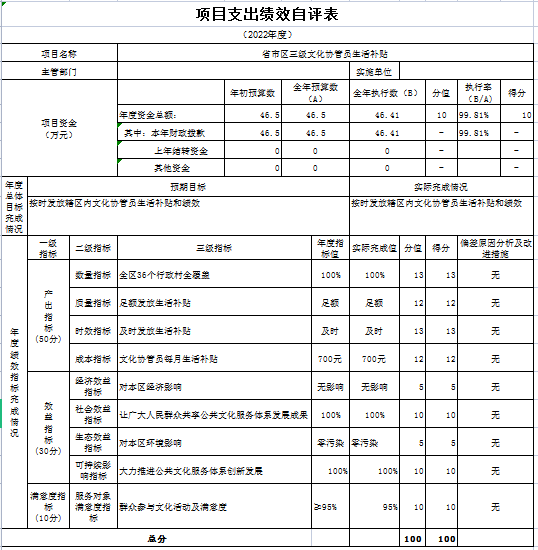 项目支出绩效自评表
（2022年度）
项目名称 省市区三级文化协管员生活补贴
主管部门 实施单位
项目资金（万元） 年初预算数 全年预算数（A） 全年执行数（B） 分值 执行率（B/A） 得分
年度资金总额： 46.5 46.5 46.41 10 99.81% 10
其中：本年财政拨款 46.5 46.5 46.41 - 99.81% -
上年结转资金 0 0 0 - -
其他资金 0 0 0 - -
年度总体目标完成情况 预期目标 实际完成情况
按时发放辖区内文化协管员生活补贴和绩效 按时发放辖区内文化协管员生活补贴和绩效
年度绩效指标完成情况 一级指标 二级指标 三级指标 年度指标值 实际完成值 分值 得分 偏差原因分析及改进措施
产出指标（50分） 数量指标 全区36个行政村全覆盖 100% 100% 13 13 无
质量指标 足额发放生活补贴 足额 足额 12 12 无
时效指标 及时发放生活补贴 及时 及时 13 13 无
成本指标 文化协管员每月生活补贴 700元 700元 12 12 无
效益指标（30分） 经济效益指标 对本区经济影响 无影响 无影响 5 5 无
社会效益指标 让广大人民群众共享公共文化服务体系发展成果 100% 100% 10 10 无
生态效益指标 对本区环境影响 零污染 零污染 5 5 无
可持续影响指标 大力推进公共文化服务体系创新发展 100% 100% 10 10 无
满意度指标（10分） 服务对象满意度指标 群众参与文化活动及满意度 ≥95% 95% 10 10 无
总分 100 100